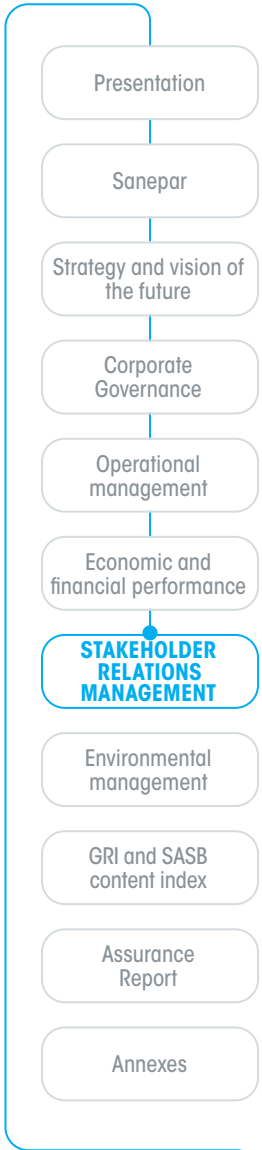 Presentation
Sanepar
Strategy and vision of
the future
Corporate
Governance
Operational
management
Economic and
financial performance
STAKEHOLDER
RELATIONS
MANAGEMENT
Environmental
management
GRI and SASB
content index
Assurance
Report
Annexes